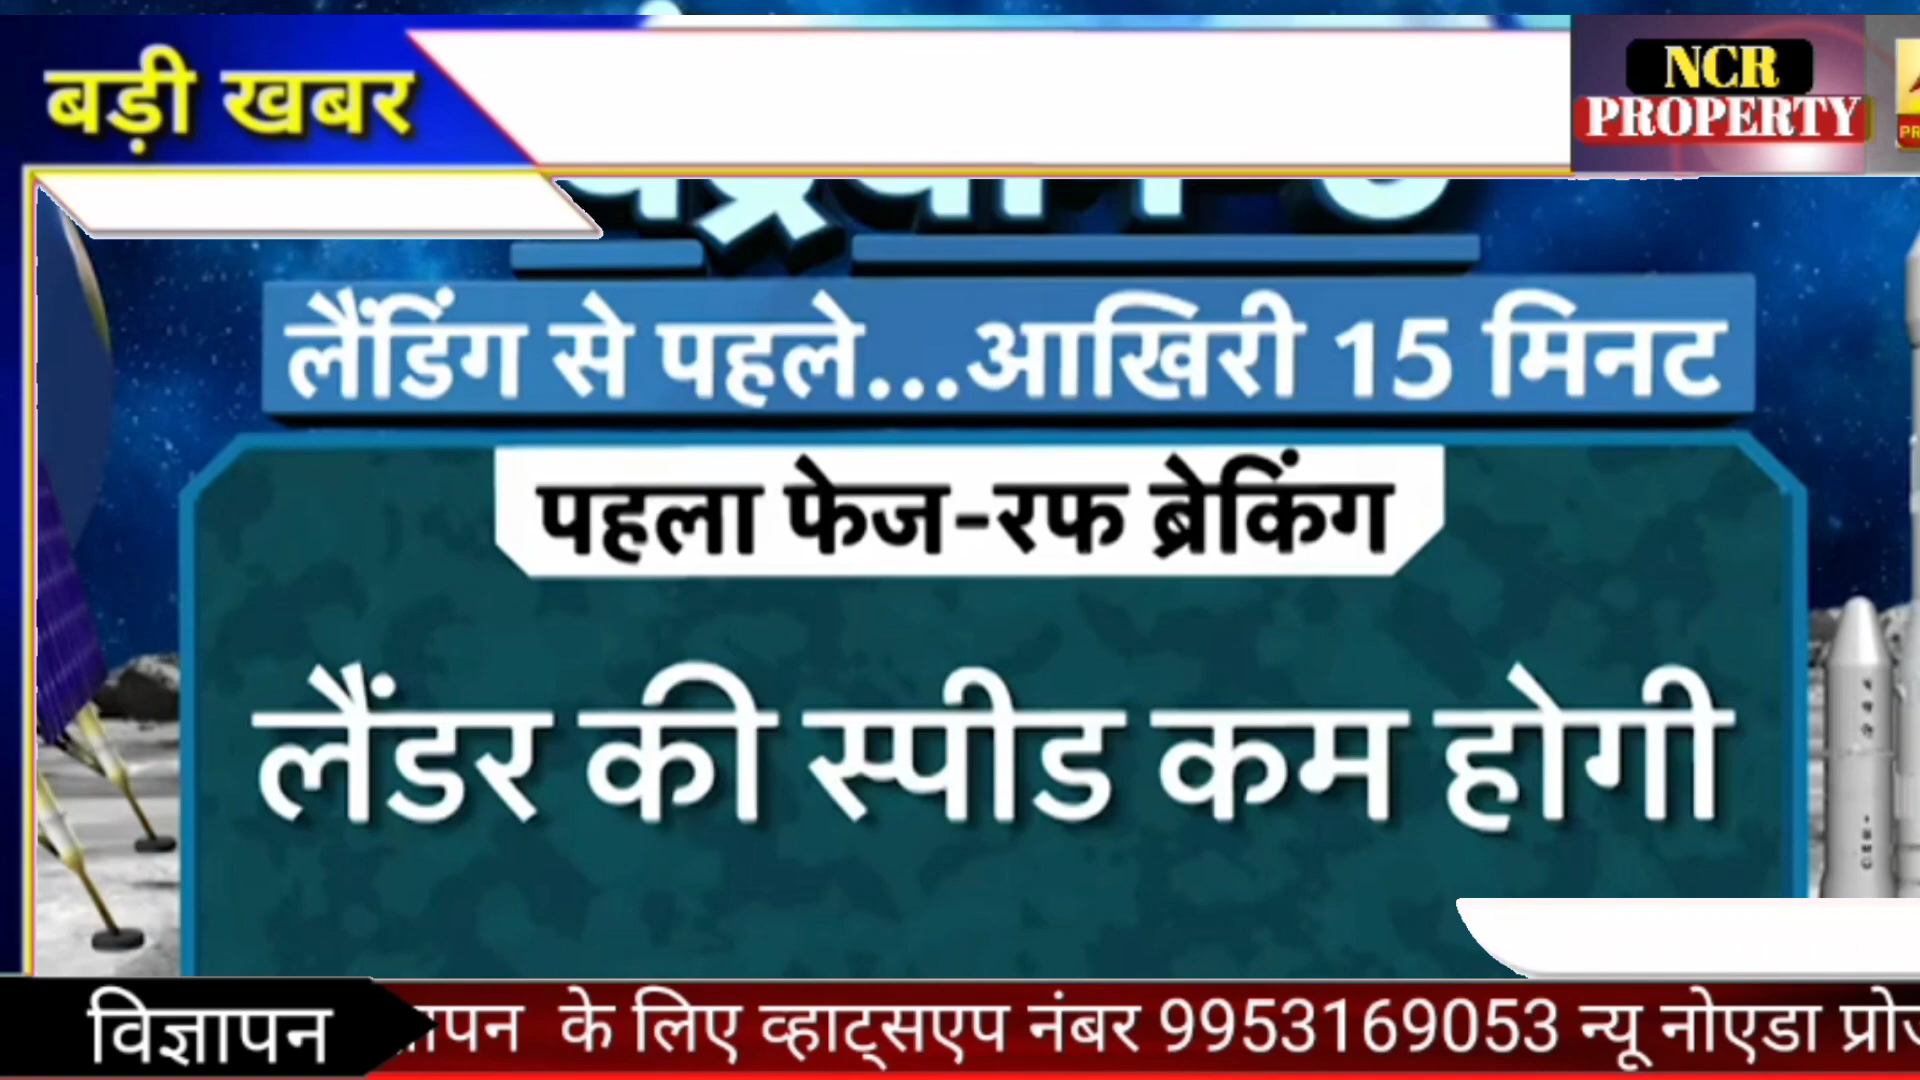 बड़ी खबर
NCR
PROPERTY
लैंडिंग से पहले...आखिरी 15 मिनट
पहला फेज-रफ ब्रेकिंग
लैंडर की स्पीड कम होगी
विज्ञापन
के लिए व्हाट्सएप नंबर 9953169053 न्यू नोएडा